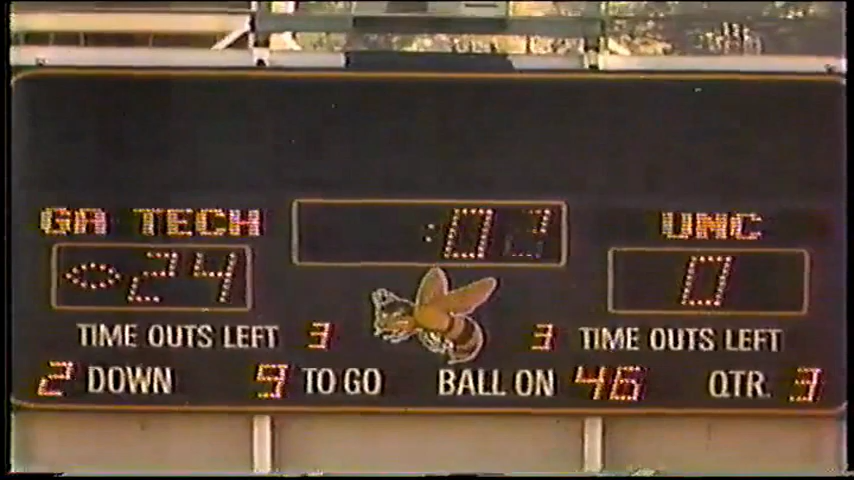 GA TECH UNC
24 :03 0
TIME OUTS LEFT 3 3 TIME OUTS LEFT
2 DOWN 9 TO GO BALL ON 46 QTR. 3